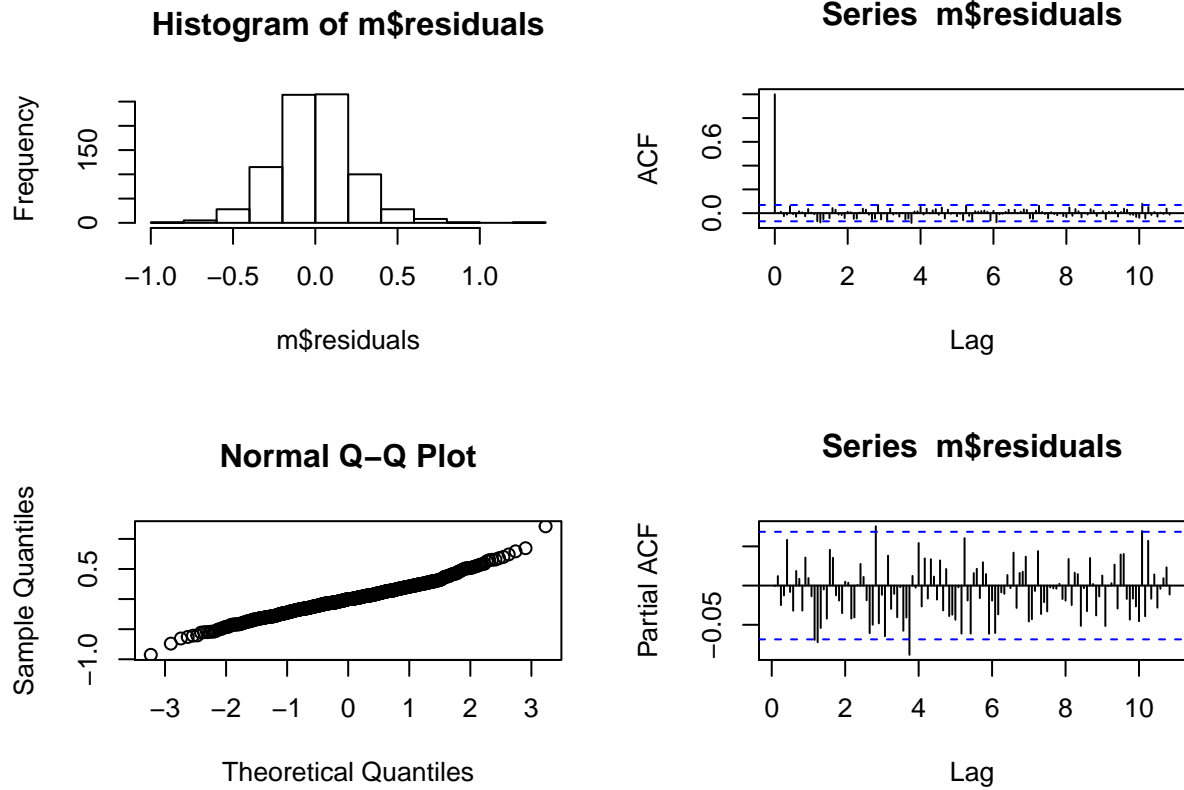 Histogram of m$residuals
Frequency
0
150
−1.0
−0.5
0.0
0.5
1.0
m$residuals
Series m$residuals
ACF
0.0
0.6
0
2
4
6
8
10
Lag
Normal Q−Q Plot
Sample Quantiles
−1.0
0.5
−3
−2
−1
0
1
2
3
Theoretical Quantiles
Series m$residuals
Partial ACF
−0.05
0
2
4
6
8
10
Lag